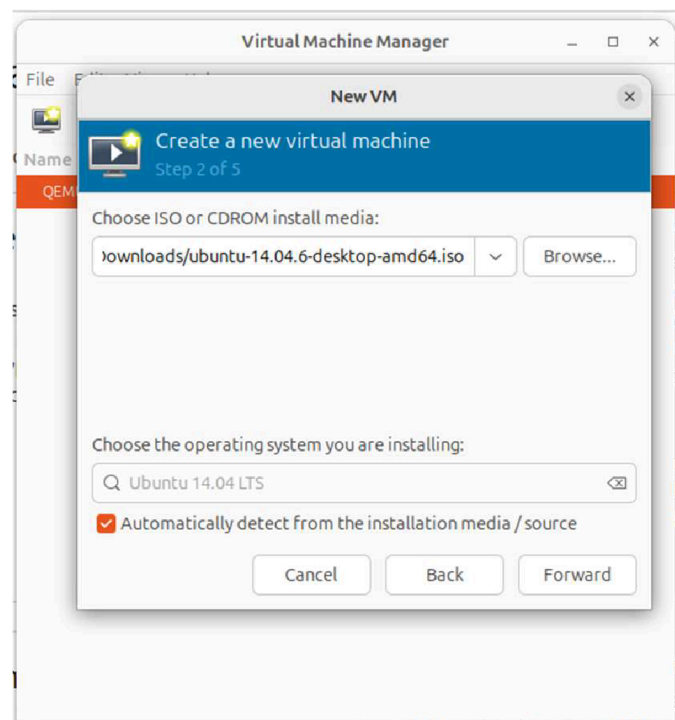 Virtual Machine Manager
File
New VM
Create a new virtual machine
Step 2 of 5
Name
QEM
Choose ISO or CDROM install media:
ownloads/ubuntu-14.04.6-desktop-amd64.iso
Browse...
Choose the operating system you are installing:
Ubuntu 14.04 LTS
Automatically detect from the installation media / source
Cancel
Back
Forward